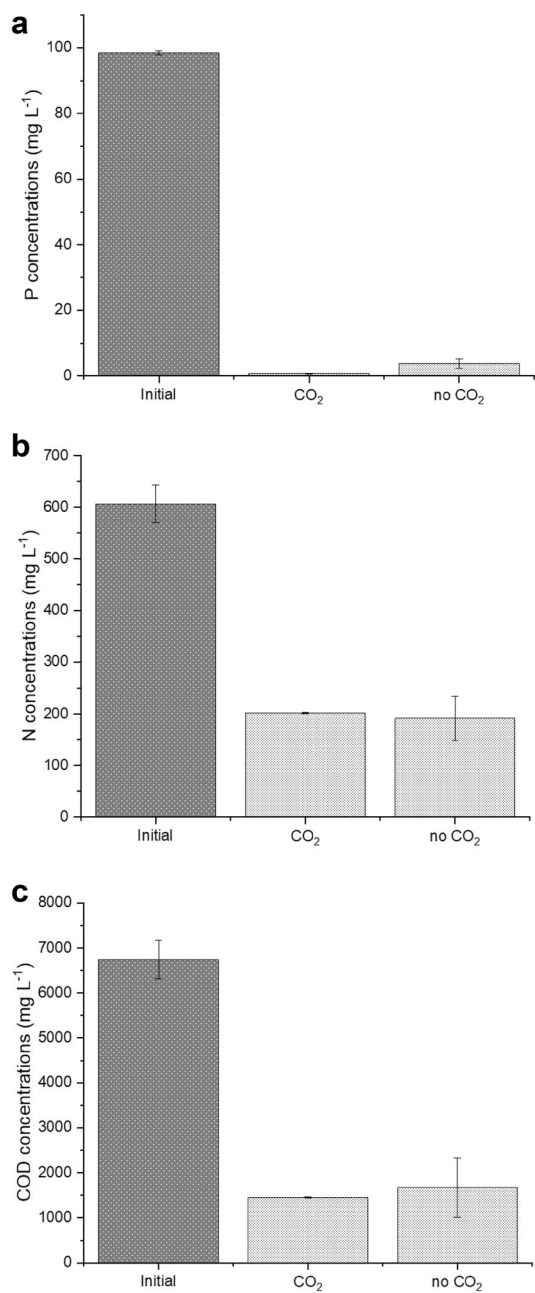 a
P concentrations (mg L⁻¹)
100
80
60
40
20
0
Initial
CO₂
no CO₂
b
N concentrations (mg L⁻¹)
700
600
500
400
300
200
100
0
Initial
CO₂
no CO₂
c
COD concentrations (mg L⁻¹)
8000
7000
6000
5000
4000
3000
2000
1000
0
Initial
CO₂
no CO₂